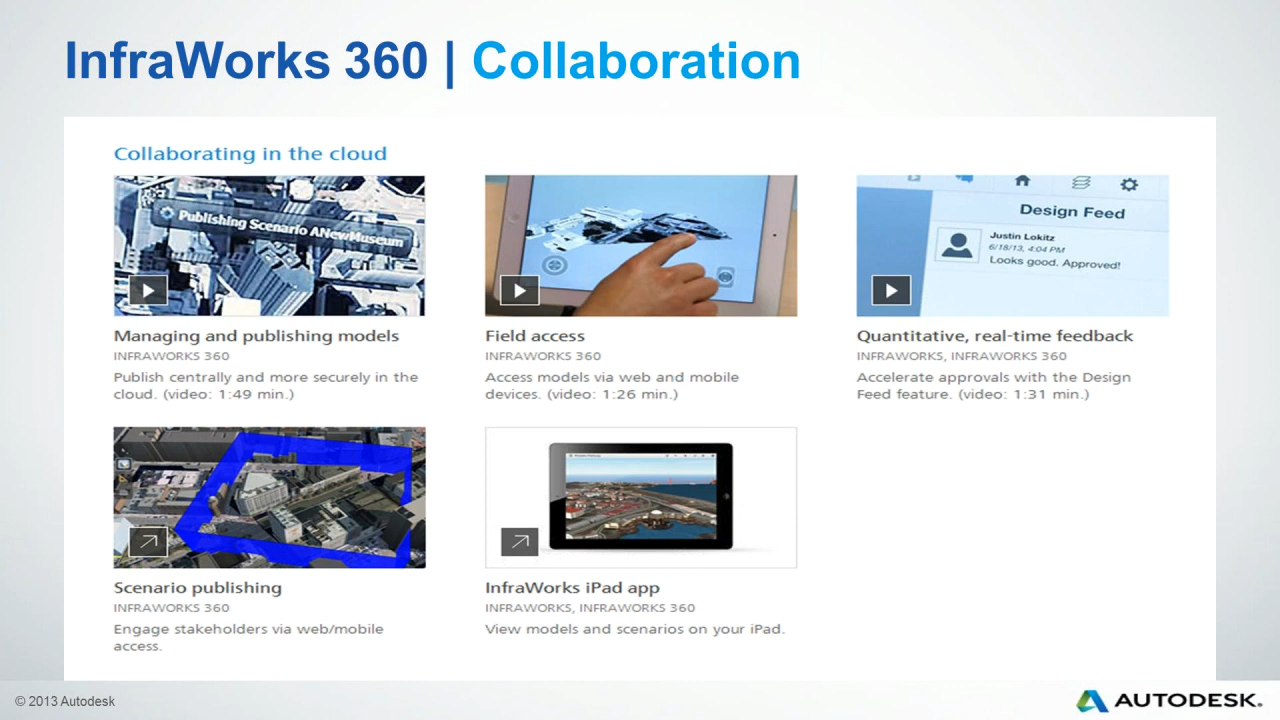 InfraWorks 360 | Collaboration
Collaborating in the cloud
Publishing Scenario ANewMuseum
Managing and publishing models
INFRAWORKS 360
Publish centrally and more securely in the
cloud. (video: 1:49 min.)
Field access
INFRAWORKS 360
Access models via web and mobile
devices. (video: 1:26 min.)
Design Feed
Justin Lokitz
6/18/13, 4:04 PM
Looks good. Approved!
Quantitative, real-time feedback
INFRAWORKS, INFRAWORKS 360
Accelerate approvals with the Design
Feed feature. (video: 1:31 min.)
Scenario publishing
INFRAWORKS 360
Engage stakeholders via web/mobile
access.
InfraWorks iPad app
INFRAWORKS, INFRAWORKS 360
View models and scenarios on your iPad.
© 2013 Autodesk
AUTODESK.